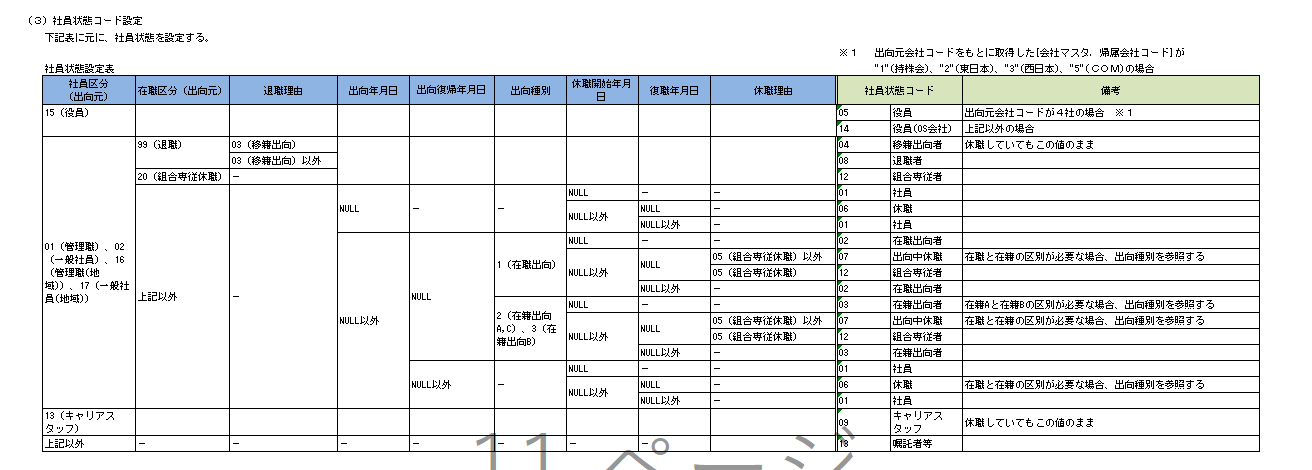 （３）社員状態コード設定
下記表に元に、社員状態を設定する。
※１　出向元会社コードをもとに取得した[会社マスタ．帰属会社コード]が
"1"(持株会)、"2"(東日本)、"3"(西日本)、"5"(ＣＯＭ)の場合
社員状態設定表
社員区分（出向元） 在職区分（出向元） 退職理由 出向年月日 出向復帰年月日 出向種別 休職開始年月日 復職年月日 休職理由 社員状態コード 備考
15（役員） 05 役員 出向元会社コードが４社の場合　※１
14 役員(OS会社) 上記以外の場合
01（管理職）、02（一般社員）、16（管理職(地域)）、17（一般社員(地域)） 99（退職） 03（移籍出向） 04 移籍出向者 休職していてもこの値のまま
03（移籍出向）以外 08 退職者
20（組合専従休職） － 12 組合専従者
上記以外 － NULL － － NULL － － 01 社員
NULL以外 NULL － 06 休職
NULL以外 － 01 社員
NULL以外 NULL 1（在職出向） NULL － － 02 在職出向者
NULL以外 NULL 05（組合専従休職）以外 07 出向中休職 在職と在籍の区別が必要な場合、出向種別を参照する
05（組合専従休職） 12 組合専従者
NULL以外 － 02 在職出向者
2（在籍出向A,C）、3（在籍出向B） NULL － － 03 在籍出向者 在籍Aと在籍Bの区別が必要な場合、出向種別を参照する
NULL以外 NULL 05（組合専従休職）以外 07 出向中休職 在職と在籍の区別が必要な場合、出向種別を参照する
05（組合専従休職） 12 組合専従者
NULL以外 － 03 在籍出向者
NULL以外 － NULL － － 01 社員
NULL以外 NULL － 06 休職 在職と在籍の区別が必要な場合、出向種別を参照する
NULL以外 － 01 社員
13（キャリアスタッフ） 09 キャリアスタッフ 休職していてもこの値のまま
上記以外 － － － － － － － － 18 嘱託者等
11 ページ